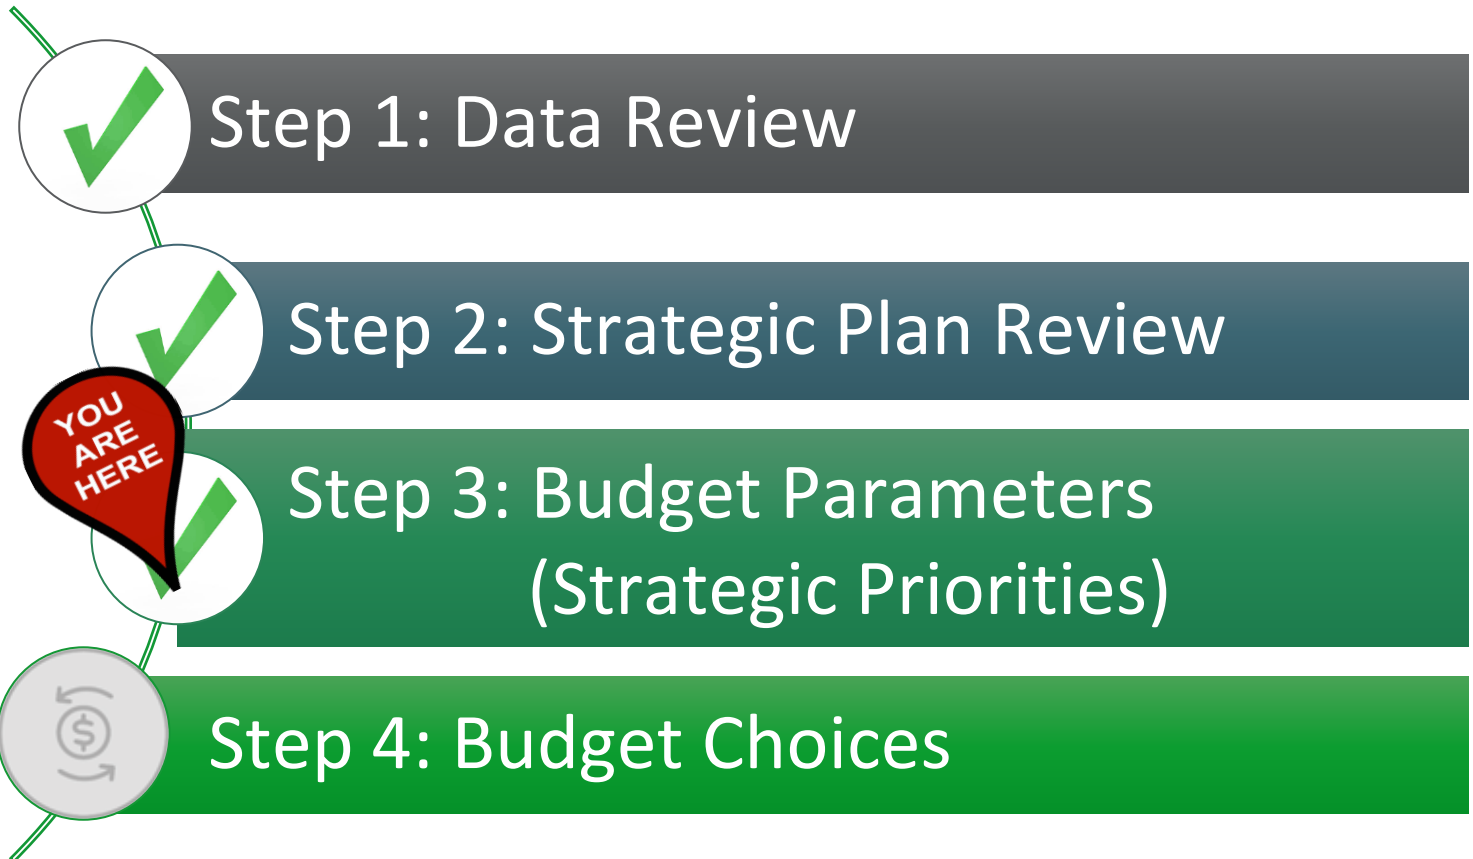 Step 1: Data Review
Step 2: Strategic Plan Review
YOU
ARE
HERE
Step 3: Budget Parameters
(Strategic Priorities)
$
Step 4: Budget Choices